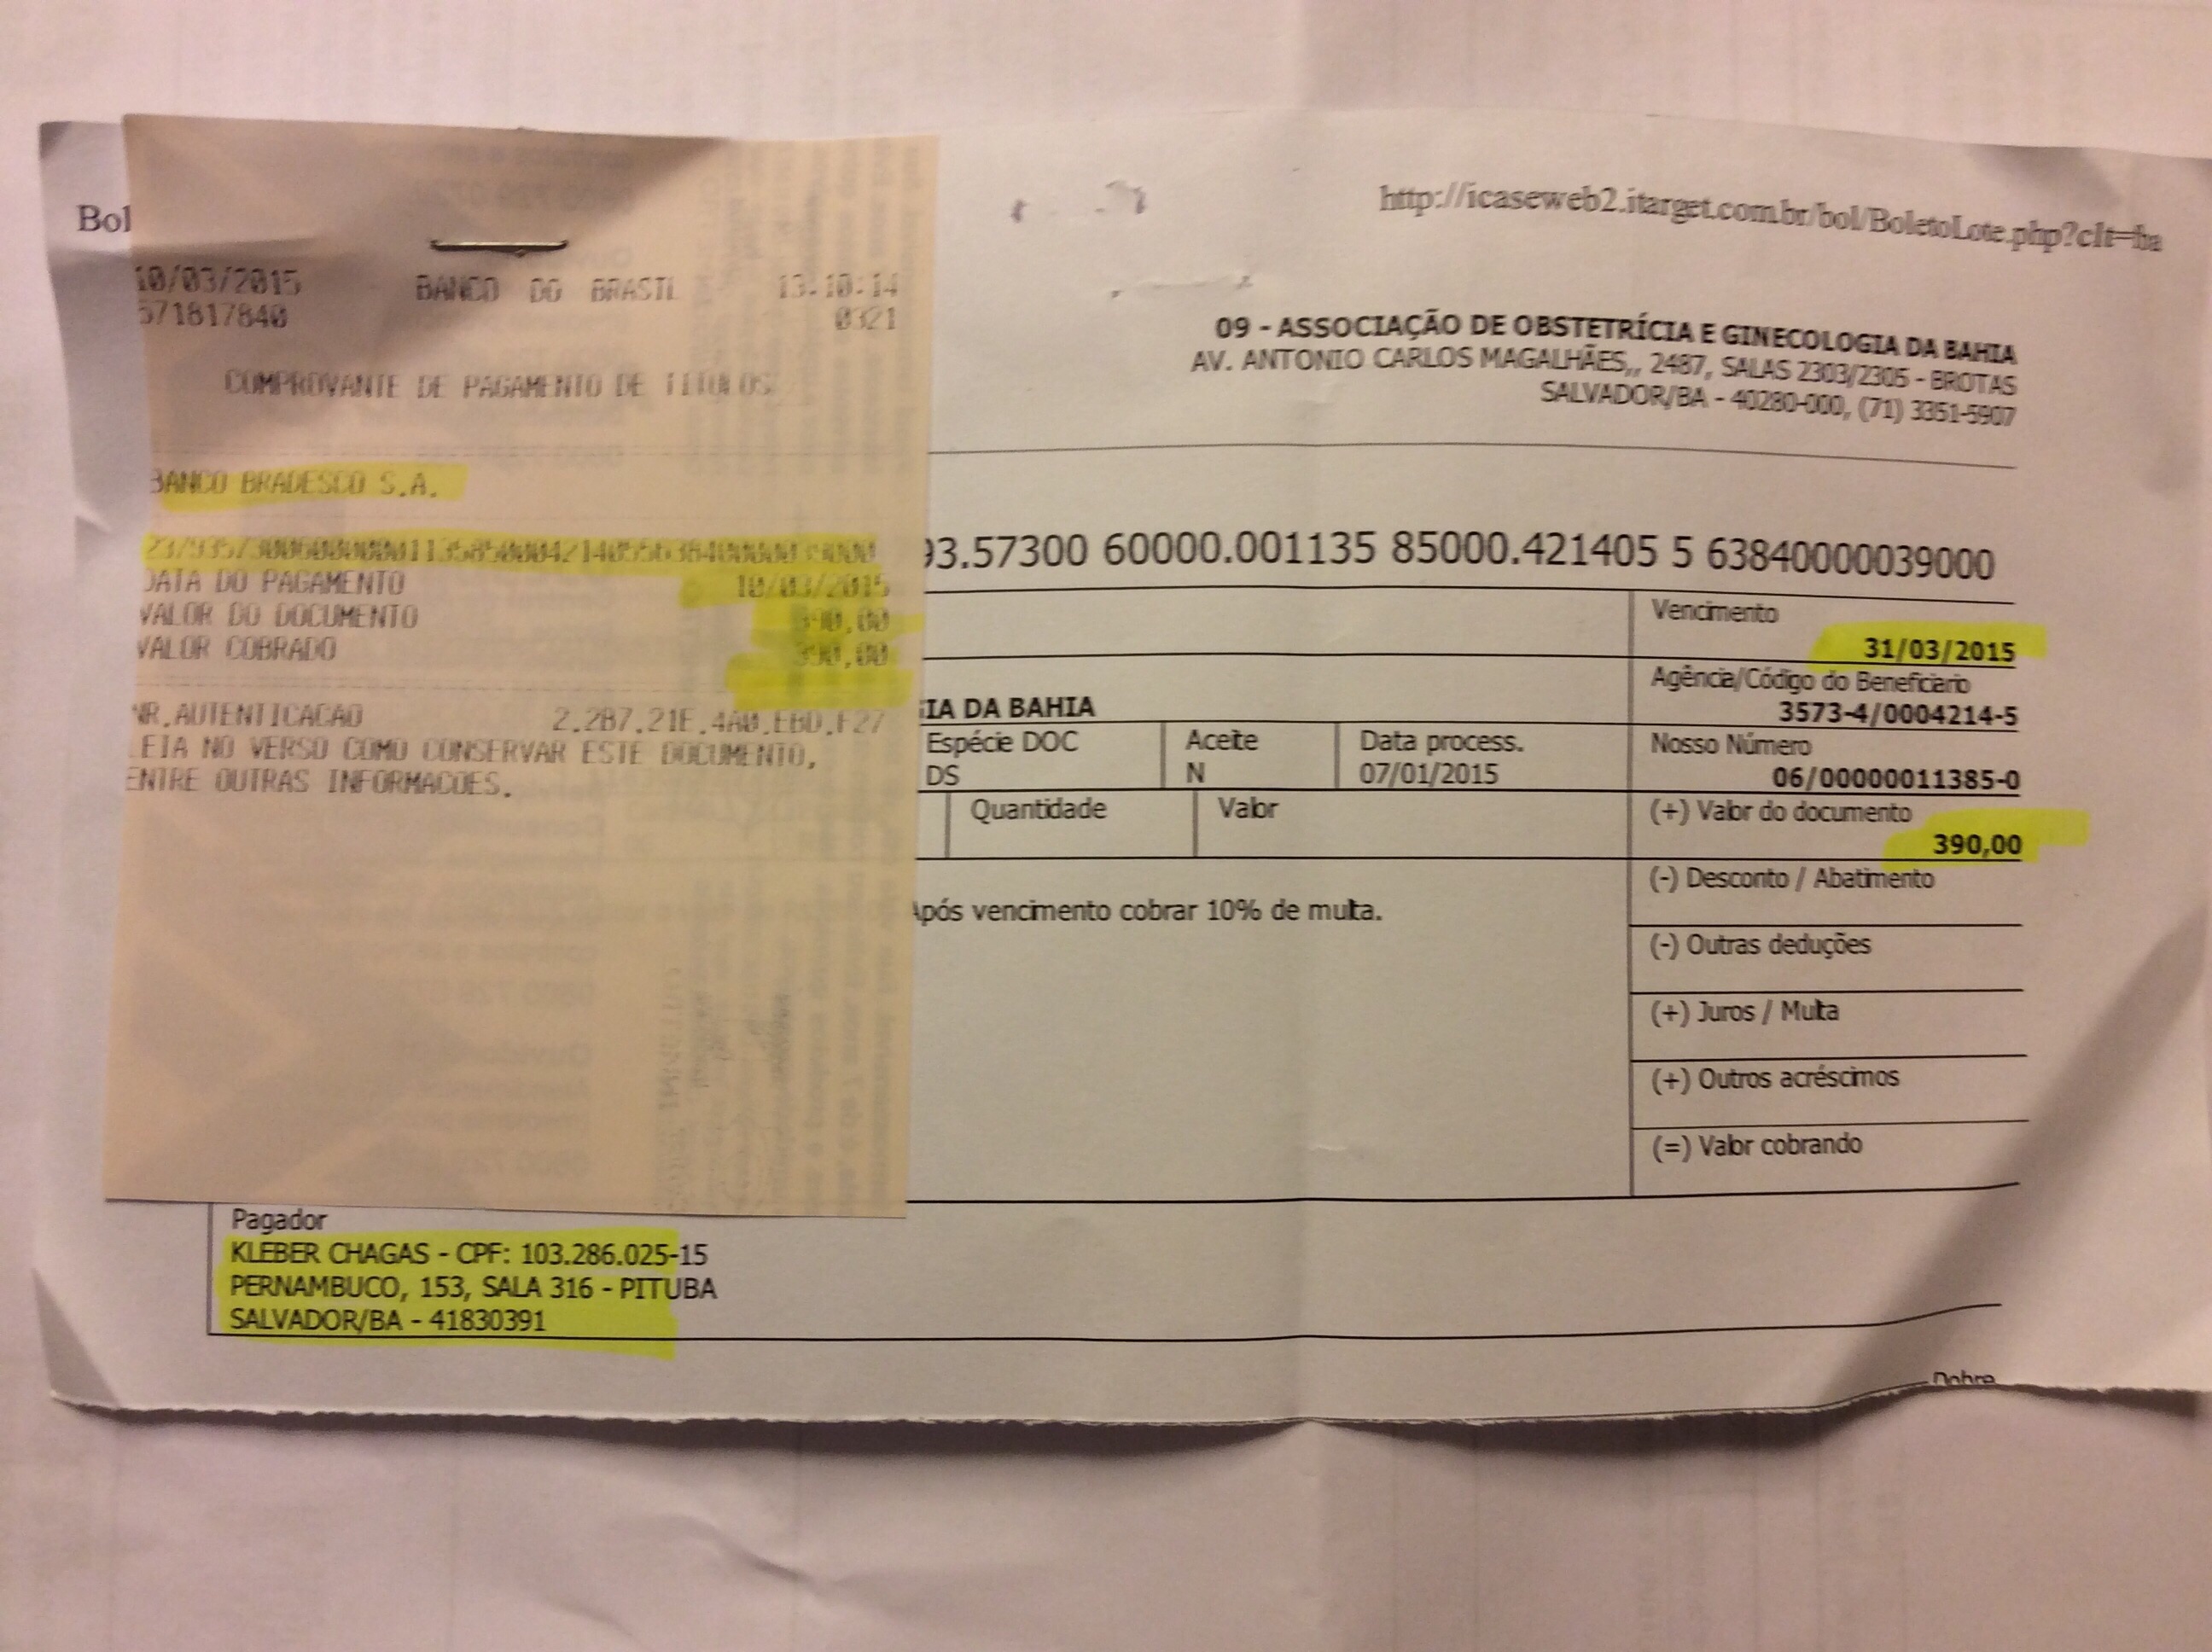 Bol
http://icaseweb2.itarget.com.br/bol/BoletoLote.php?clt=ba
10/03/2015 BANCO DO BRASIL 13:10:14
571817840 0321
COMPROVANTE DE PAGAMENTO DE TITULOS
BANCO BRADESCO S.A.
DATA DO PAGAMENTO 10/03/2015
VALOR DO DOCUMENTO 390,00
VALOR COBRADO 390,00
NR.AUTENTICACAO 2.2B7.21E.4A0.EBD.F27
LEIA NO VERSO COMO CONSERVAR ESTE DOCUMENTO,
ENTRE OUTRAS INFORMACOES.
09 - ASSOCIAÇÃO DE OBSTETRÍCIA E GINECOLOGIA DA BAHIA
AV. ANTONIO CARLOS MAGALHÃES,, 2487, SALAS 2303/2305 - BROTAS
SALVADOR/BA - 40280-000, (71) 3351-5907
93.57300 60000.001135 85000.421405 5 63840000039000
Vencimento
31/03/2015
Agência/Código do Beneficiário
IA DA BAHIA 3573-4/0004214-5
Espécie DOC Aceite Data process. Nosso Número
DS N 07/01/2015 06/00000011385-0
Quantidade Valor (+) Valor do documento
390,00
(-) Desconto / Abatimento
Após vencimento cobrar 10% de multa.
(-) Outras deduções
(+) Juros / Multa
(+) Outros acréscimos
(=) Valor cobrando
Pagador
KLEBER CHAGAS - CPF: 103.286.025-15
PERNAMBUCO, 153, SALA 316 - PITUBA
SALVADOR/BA - 41830391
Dobre